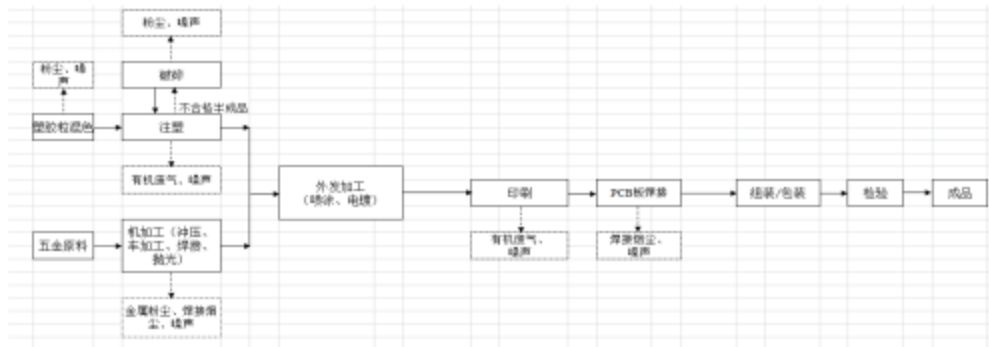 粉尘、噪声
粉尘、噪
声
破碎
不合格半成品
塑胶粒混色
注塑
有机废气、噪声
外发加工
（喷涂、电镀）
印刷
PCB板焊接
组装/包装
检验
成品
有机废气、
噪声
焊接烟尘、
噪声
五金原料
机加工（冲压、
车加工、焊接、
抛光）
金属粉尘、焊接烟
尘、噪声